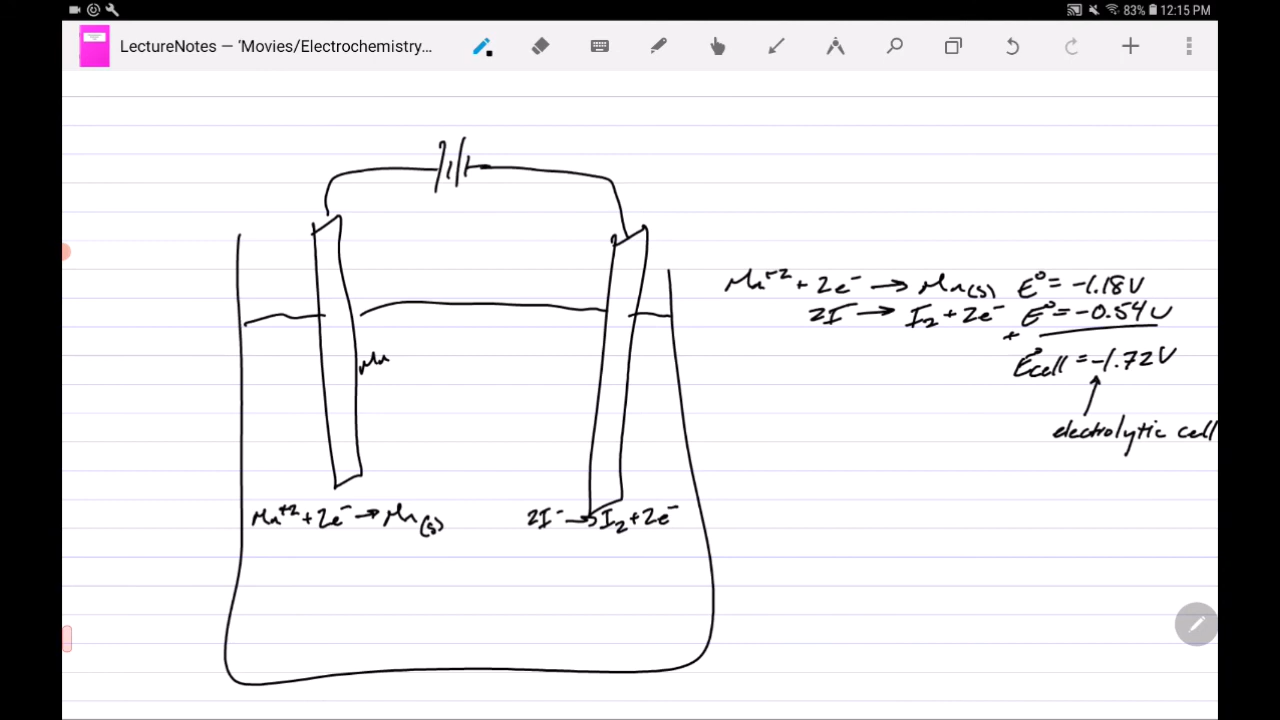 83% 12:15 PM
LectureNotes — ‘Movies/Electrochemistry…
Mn⁺² + 2e⁻ → Mn(s) E° = -1.18V
2I⁻ → I₂ + 2e⁻ E° = -0.54V
+
E°cell = -1.72V
Mn
electrolytic cell
Mn⁺² + 2e⁻ → Mn(s)
2I⁻ → I₂ + 2e⁻